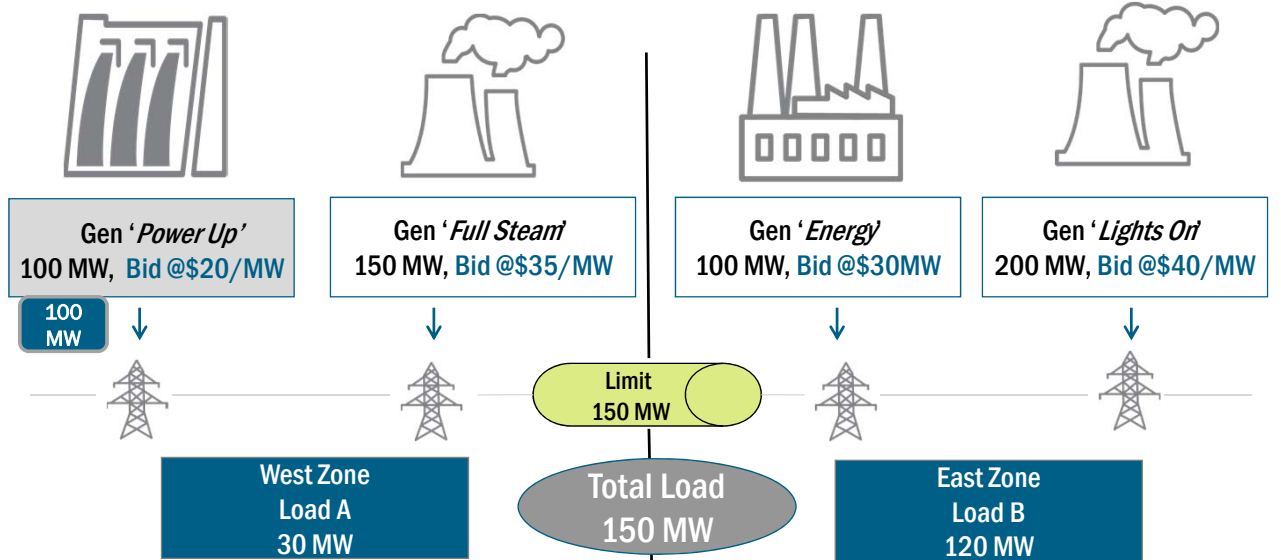 Gen ‘Power Up’
100 MW, Bid @$20/MW
100
MW
Gen ‘Full Steam’
150 MW, Bid @$35/MW
Gen ‘Energy’
100 MW, Bid @$30MW
Gen ‘Lights On’
200 MW, Bid @$40/MW
Limit
150 MW
West Zone
Load A
30 MW
Total Load
150 MW
East Zone
Load B
120 MW